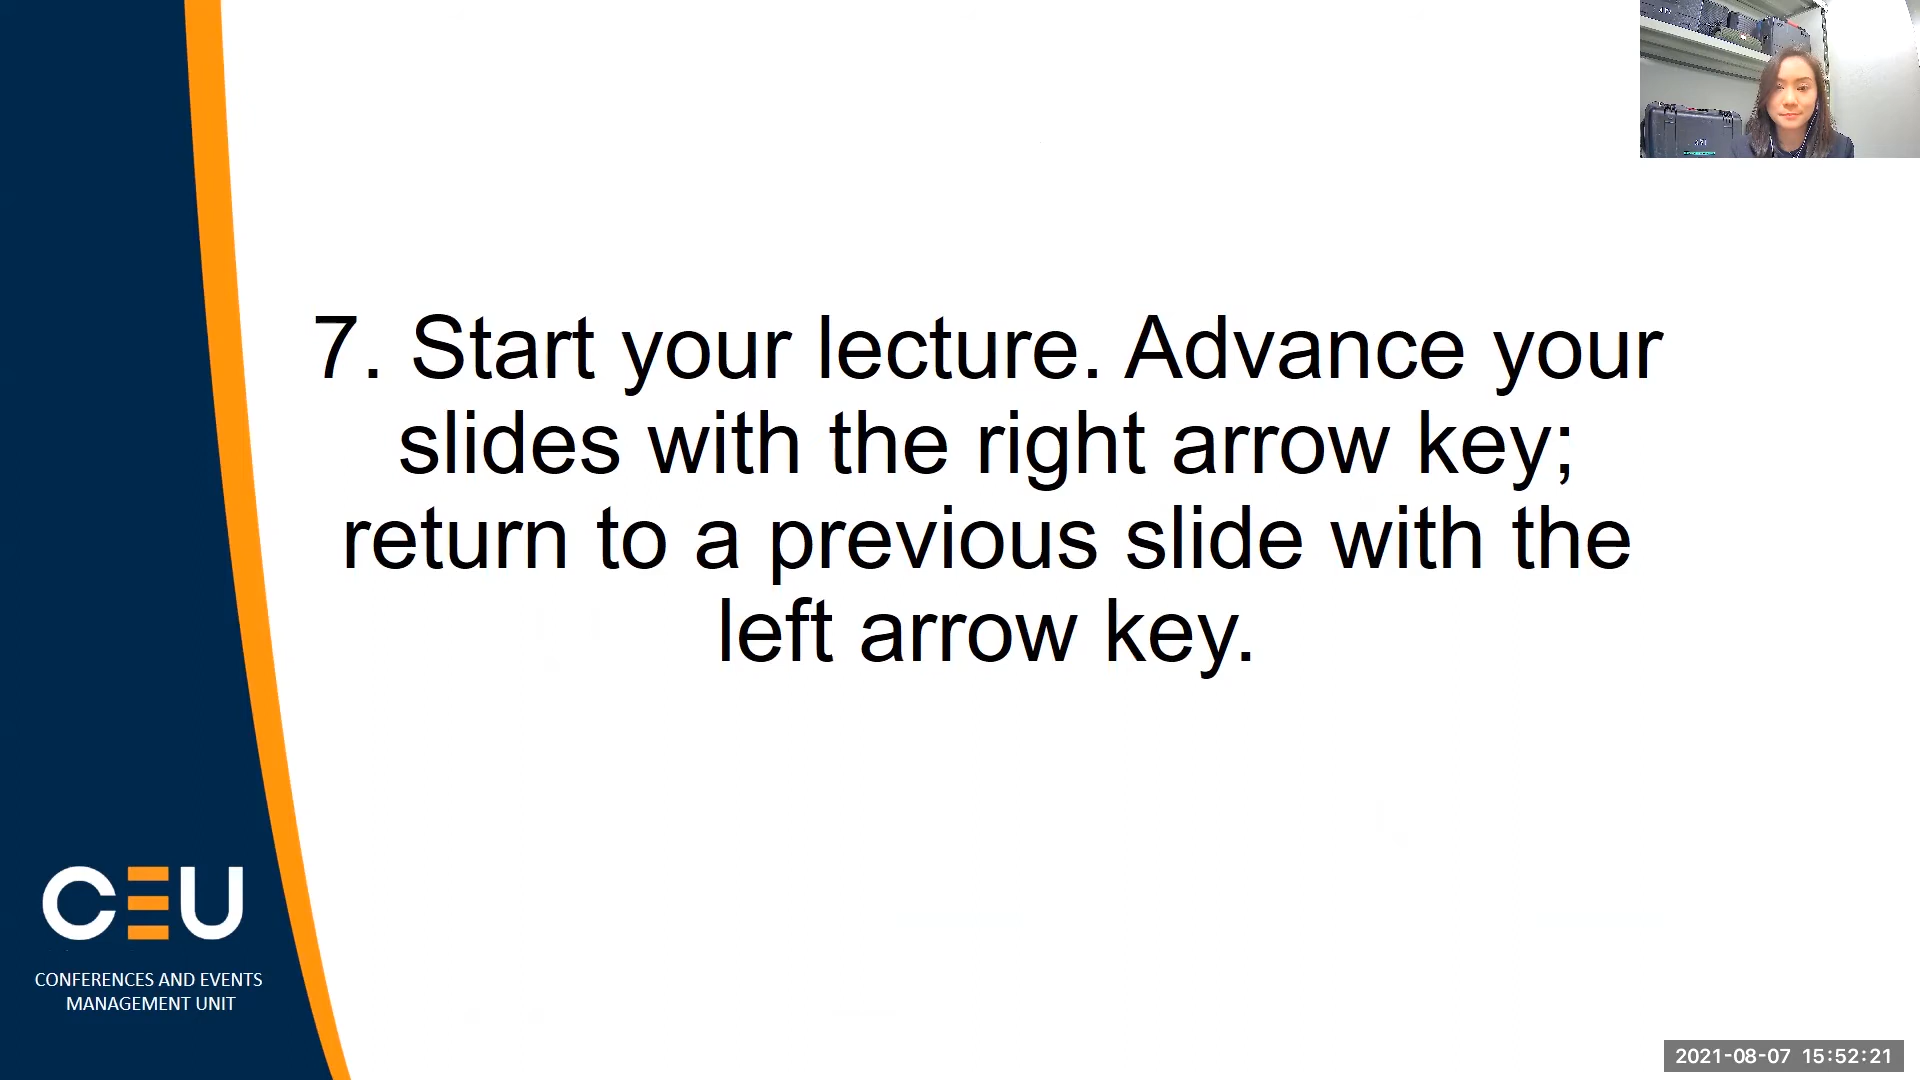 7. Start your lecture. Advance your
slides with the right arrow key;
return to a previous slide with the
left arrow key.
CEU
CONFERENCES AND EVENTS
MANAGEMENT UNIT
2021-08-07 15:52:21